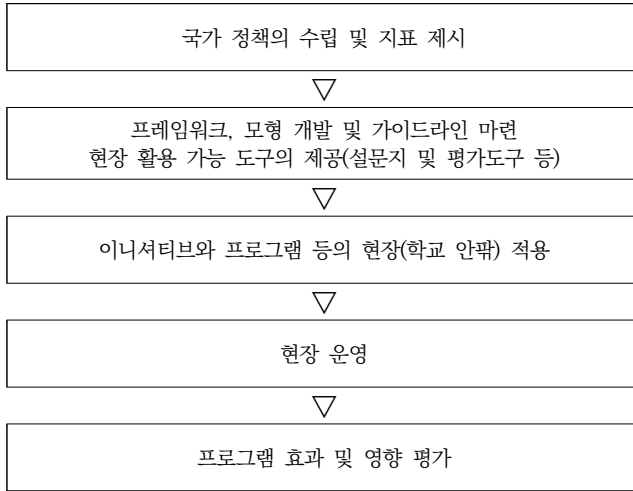 국가 정책의 수립 및 지표 제시
프레임워크, 모형 개발 및 가이드라인 마련
현장 활용 가능 도구의 제공(설문지 및 평가도구 등)
이니셔티브와 프로그램 등의 현장(학교 안팎) 적용
현장 운영
프로그램 효과 및 영향 평가